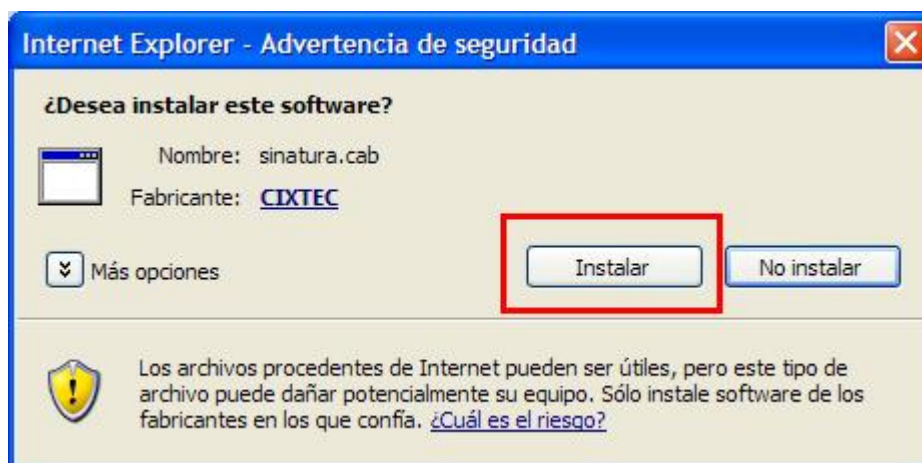 Internet Explorer - Advertencia de seguridad
¿Desea instalar este software?
Nombre: sinatura.cab
Fabricante: CIXTEC
Más opciones
Instalar
No instalar
Los archivos procedentes de Internet pueden ser útiles, pero este tipo de
archivo puede dañar potencialmente su equipo. Sólo instale software de los
fabricantes en los que confía. ¿Cuál es el riesgo?